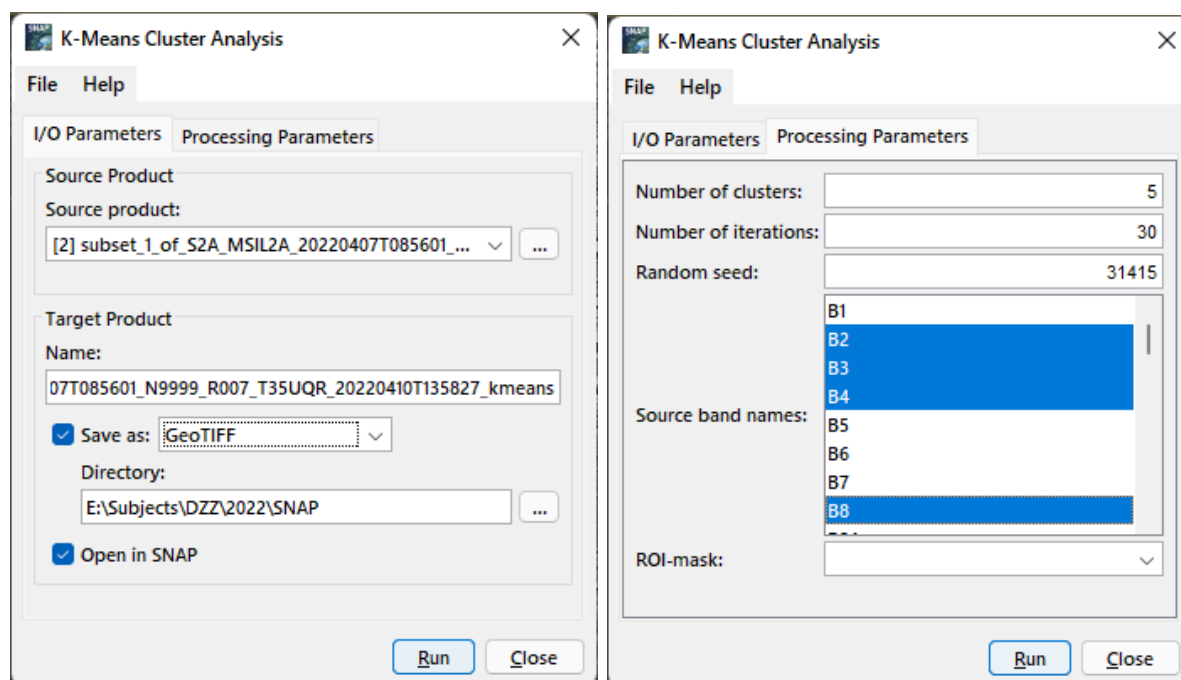 K-Means Cluster Analysis
File Help
I/O Parameters Processing Parameters
Source Product
Source product:
[2] subset_1_of_S2A_MSIL2A_20220407T085601_... ...
Target Product
Name:
07T085601_N9999_R007_T35UQR_20220410T135827_kmeans
Save as: GeoTIFF
Directory:
E:\Subjects\DZZ\2022\SNAP ...
Open in SNAP
Run Close
K-Means Cluster Analysis
File Help
I/O Parameters Processing Parameters
Number of clusters: 5
Number of iterations: 30
Random seed: 31415
Source band names:
B1
B2
B3
B4
B5
B6
B7
B8
ROI-mask:
Run Close